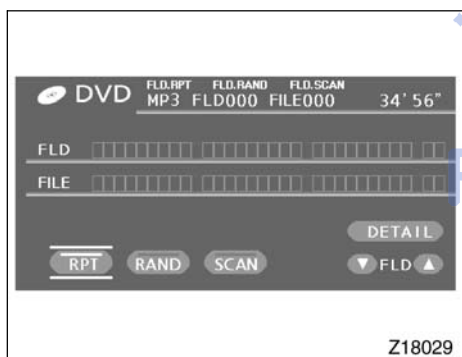 FLD.RPT FLD.RAND FLD.SCAN
DVD MP3 FLD000 FILE000 34'56"
FLD
FILE
DETAIL
RPT RAND SCAN ▼ FLD ▲
Z18029